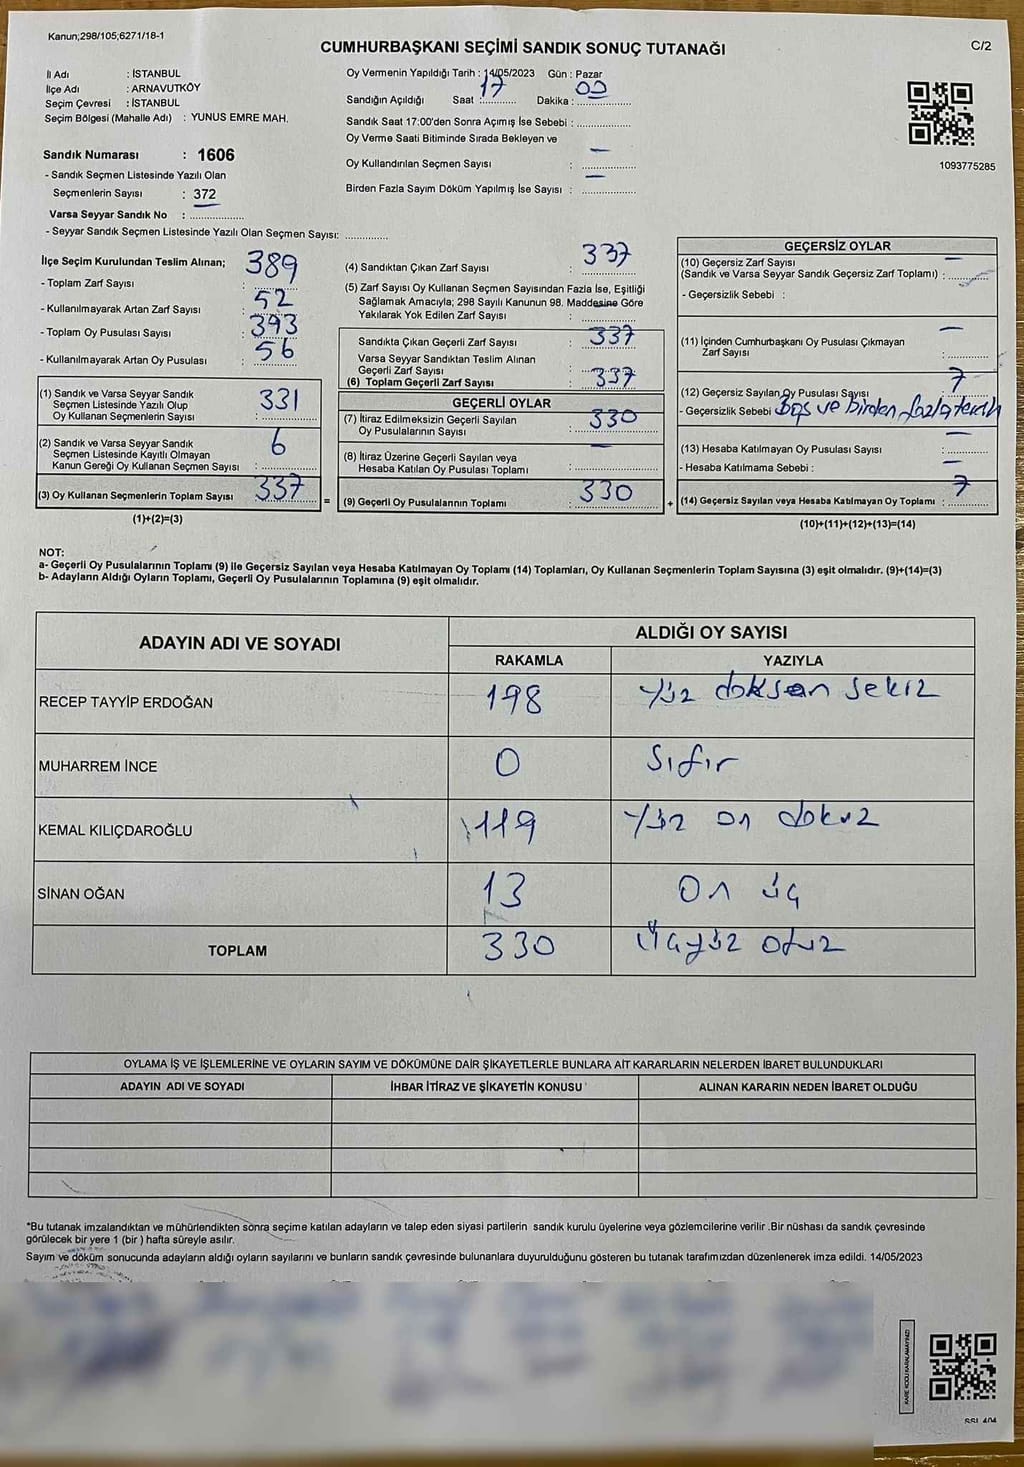 Kanun;298/105;6271/18-1
CUMHURBAŞKANI SEÇİMİ SANDIK SONUÇ TUTANAĞI
C/2
İl Adı : İSTANBUL
İlçe Adı : ARNAVUTKÖY
Seçim Çevresi : İSTANBUL
Seçim Bölgesi (Mahalle Adı) : YUNUS EMRE MAH.
Sandık Numarası : 1606
- Sandık Seçmen Listesinde Yazılı Olan
Seçmenlerin Sayısı : 372
Varsa Seyyar Sandık No : ..................
- Seyyar Sandık Seçmen Listesinde Yazılı Olan Seçmen Sayısı: ..............
Oy Vermenin Yapıldığı Tarih : 14/05/2023 Gün : Pazar
Sandığın Açıldığı Saat : 17 Dakika : 00
Sandık Saat 17:00'den Sonra Açımış İse Sebebi : ..................
Oy Verme Saati Bitiminde Sırada Bekleyen ve
Oy Kullandırılan Seçmen Sayısı : —
Birden Fazla Sayım Döküm Yapılmış İse Sayısı : —
1093775285
İlçe Seçim Kurulundan Teslim Alınan;
- Toplam Zarf Sayısı : 389
- Kullanılmayarak Artan Zarf Sayısı : 52
- Toplam Oy Pusulası Sayısı : 393
- Kullanılmayarak Artan Oy Pusulası : 56
(1) Sandık ve Varsa Seyyar Sandık
Seçmen Listesinde Yazılı Olup
Oy Kullanan Seçmenlerin Sayısı : 331
(2) Sandık ve Varsa Seyyar Sandık
Seçmen Listesinde Kayıtlı Olmayan
Kanun Gereği Oy Kullanan Seçmen Sayısı : 6
(3) Oy Kullanan Seçmenlerin Toplam Sayısı : 337
(1)+(2)=(3)
=
(4) Sandıktan Çıkan Zarf Sayısı : 337
(5) Zarf Sayısı Oy Kullanan Seçmen Sayısından Fazla İse, Eşitliği
Sağlamak Amacıyla; 298 Sayılı Kanunun 98. Maddesine Göre
Yakılarak Yok Edilen Zarf Sayısı : ..............
Sandıkta Çıkan Geçerli Zarf Sayısı : 337
Varsa Seyyar Sandıktan Teslim Alınan
Geçerli Zarf Sayısı : ..............
(6) Toplam Geçerli Zarf Sayısı : 337
GEÇERLİ OYLAR
(7) İtiraz Edilmeksizin Geçerli Sayılan
Oy Pusulalarının Sayısı : 330
(8) İtiraz Üzerine Geçerli Sayılan veya
Hesaba Katılan Oy Pusulası Toplamı : —
(9) Geçerli Oy Pusulalarının Toplamı : 330
+
GEÇERSİZ OYLAR
(10) Geçersiz Zarf Sayısı
(Sandık ve Varsa Seyyar Sandık Geçersiz Zarf Toplamı) : —
- Geçersizlik Sebebi :
(11) İçinden Cumhurbaşkanı Oy Pusulası Çıkmayan
Zarf Sayısı : —
(12) Geçersiz Sayılan Oy Pusulası Sayısı : 7
- Geçersizlik Sebebi : Boş ve birden fazla tercih
(13) Hesaba Katılmayan Oy Pusulası Sayısı : —
- Hesaba Katılmama Sebebi : —
(14) Geçersiz Sayılan veya Hesaba Katılmayan Oy Toplamı : 7
(10)+(11)+(12)+(13)=(14)
NOT:
a- Geçerli Oy Pusulalarının Toplamı (9) ile Geçersiz Sayılan veya Hesaba Katılmayan Oy Toplamı (14) Toplamları, Oy Kullanan Seçmenlerin Toplam Sayısına (3) eşit olmalıdır. (9)+(14)=(3)
b- Adayların Aldığı Oyların Toplamı, Geçerli Oy Pusulalarının Toplamına (9) eşit olmalıdır.
ADAYIN ADI VE SOYADI ALDIĞI OY SAYISI
RAKAMLA YAZIYLA
RECEP TAYYİP ERDOĞAN 198 yüz doksan sekiz
MUHARREM İNCE 0 Sıfır
KEMAL KILIÇDAROĞLU 119 yüz on dokuz
SİNAN OĞAN 13 on üç
TOPLAM 330 Üçyüz otuz
OYLAMA İŞ VE İŞLEMLERİNE VE OYLARIN SAYIM VE DÖKÜMÜNE DAİR ŞİKAYETLERLE BUNLARA AİT KARARLARIN NELERDEN İBARET BULUNDUKLARI
ADAYIN ADI VE SOYADI İHBAR İTİRAZ VE ŞİKAYETİN KONUSU ALINAN KARARIN NEDEN İBARET OLDUĞU
*Bu tutanak imzalandıktan ve mühürlendikten sonra seçime katılan adayların ve talep eden siyasi partilerin sandık kurulu üyelerine veya gözlemcilerine verilir .Bir nüshası da sandık çevresinde
görülecek bir yere 1 (bir ) hafta süreyle asılır.
Sayım ve döküm sonucunda adayların aldığı oyların sayılarını ve bunların sandık çevresinde bulunanlara duyurulduğunu gösteren bu tutanak tarafımızdan düzenlenerek imza edildi. 14/05/2023
KARE KODU KARALAMAYINIZ!